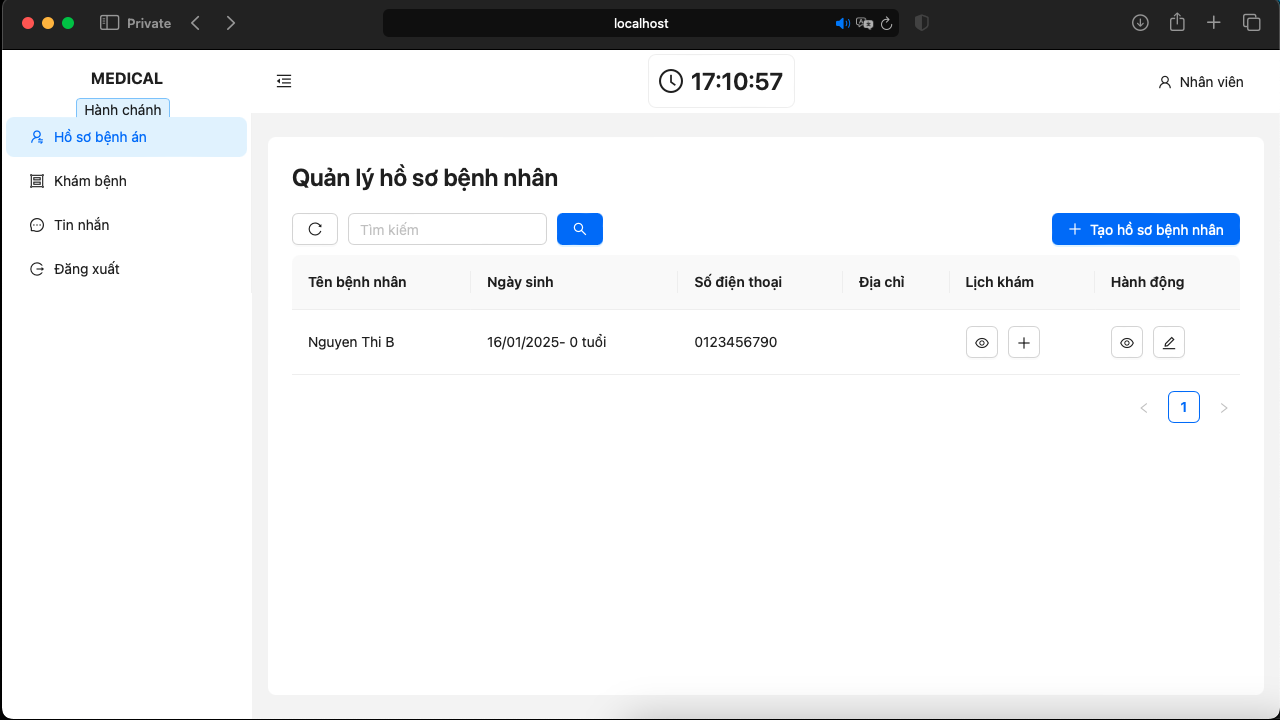 Private
localhost
MEDICAL
Hành chánh
Hồ sơ bệnh án
Khám bệnh
Tin nhắn
Đăng xuất
17:10:57
Nhân viên
Quản lý hồ sơ bệnh nhân
Tìm kiếm
Tạo hồ sơ bệnh nhân
Tên bệnh nhân Ngày sinh Số điện thoại Địa chỉ Lịch khám Hành động
Nguyen Thi B 16/01/2025- 0 tuổi 0123456790
1